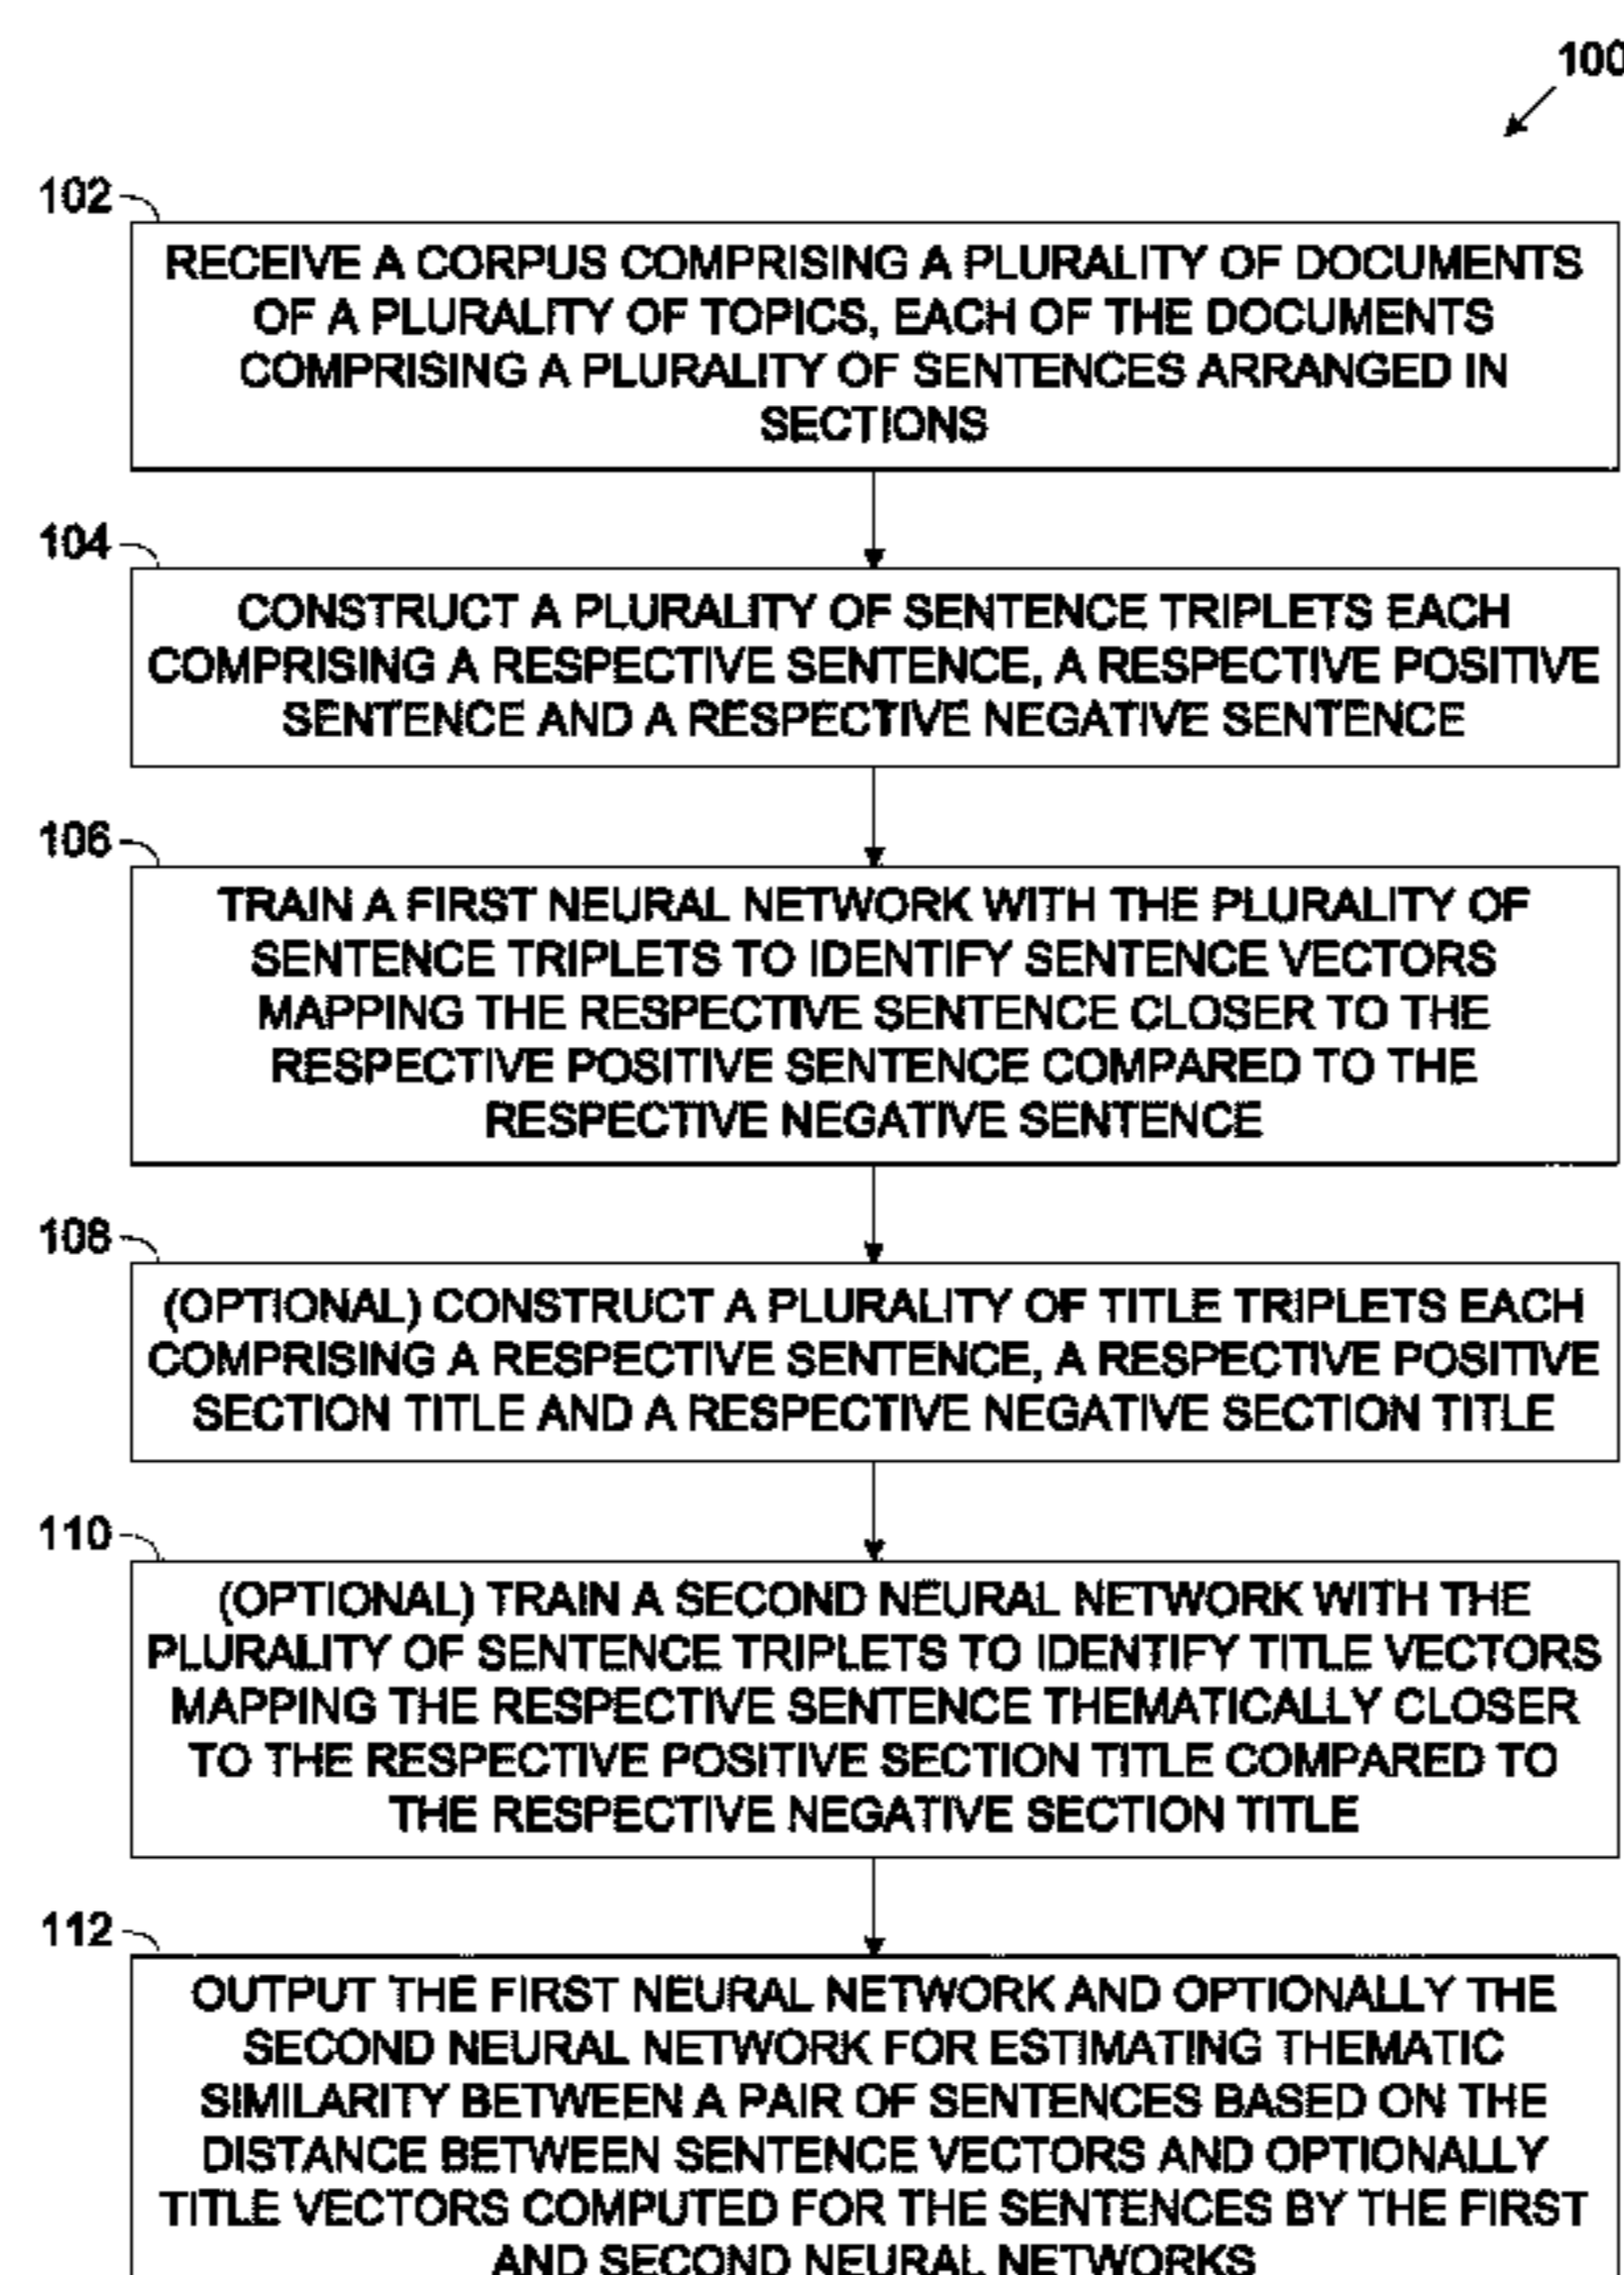 100
102
RECEIVE A CORPUS COMPRISING A PLURALITY OF DOCUMENTS
OF A PLURALITY OF TOPICS, EACH OF THE DOCUMENTS
COMPRISING A PLURALITY OF SENTENCES ARRANGED IN
SECTIONS
104
CONSTRUCT A PLURALITY OF SENTENCE TRIPLETS EACH
COMPRISING A RESPECTIVE SENTENCE, A RESPECTIVE POSITIVE
SENTENCE AND A RESPECTIVE NEGATIVE SENTENCE
106
TRAIN A FIRST NEURAL NETWORK WITH THE PLURALITY OF
SENTENCE TRIPLETS TO IDENTIFY SENTENCE VECTORS
MAPPING THE RESPECTIVE SENTENCE CLOSER TO THE
RESPECTIVE POSITIVE SENTENCE COMPARED TO THE
RESPECTIVE NEGATIVE SENTENCE
108
(OPTIONAL) CONSTRUCT A PLURALITY OF TITLE TRIPLETS EACH
COMPRISING A RESPECTIVE SENTENCE, A RESPECTIVE POSITIVE
SECTION TITLE AND A RESPECTIVE NEGATIVE SECTION TITLE
110
(OPTIONAL) TRAIN A SECOND NEURAL NETWORK WITH THE
PLURALITY OF SENTENCE TRIPLETS TO IDENTIFY TITLE VECTORS
MAPPING THE RESPECTIVE SENTENCE THEMATICALLY CLOSER
TO THE RESPECTIVE POSITIVE SECTION TITLE COMPARED TO
THE RESPECTIVE NEGATIVE SECTION TITLE
112
OUTPUT THE FIRST NEURAL NETWORK AND OPTIONALLY THE
SECOND NEURAL NETWORK FOR ESTIMATING THEMATIC
SIMILARITY BETWEEN A PAIR OF SENTENCES BASED ON THE
DISTANCE BETWEEN SENTENCE VECTORS AND OPTIONALLY
TITLE VECTORS COMPUTED FOR THE SENTENCES BY THE FIRST
AND SECOND NEURAL NETWORKS